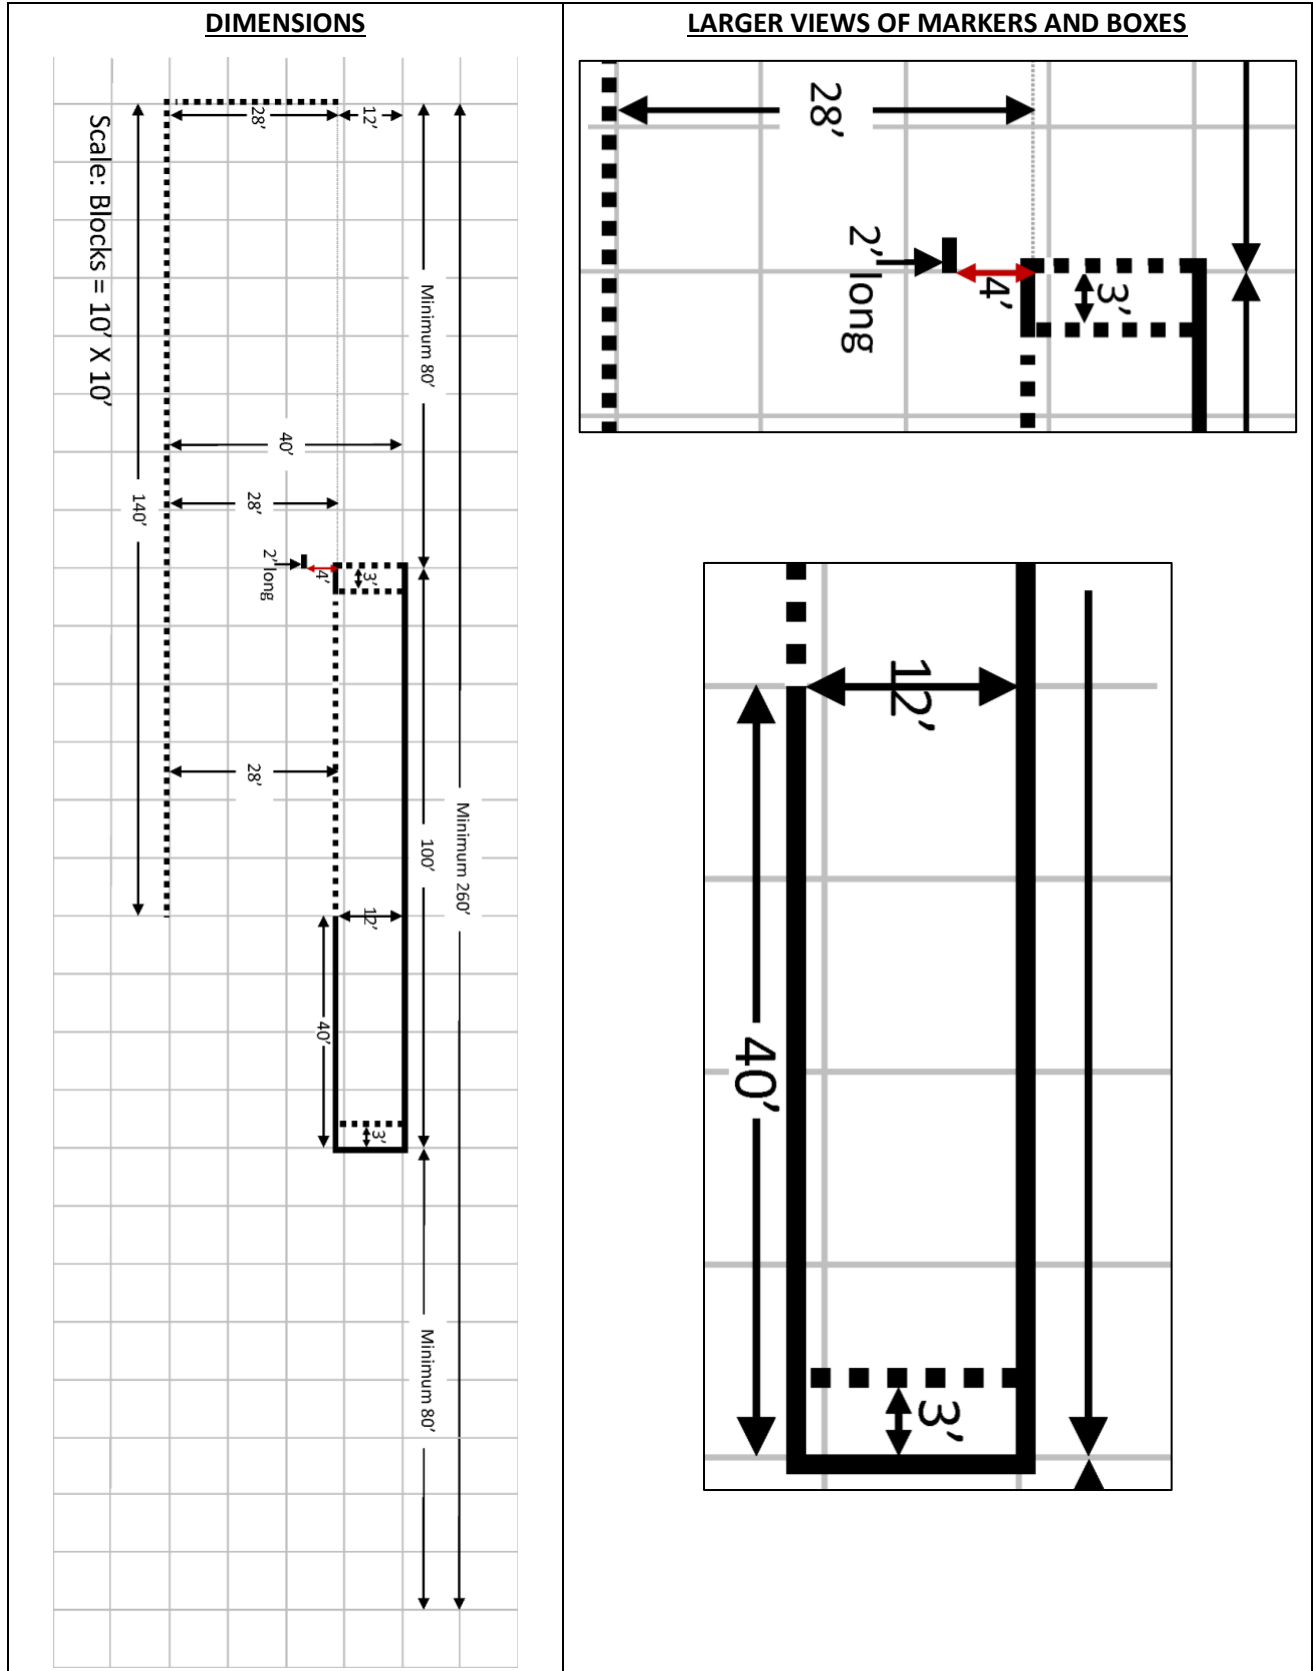 DIMENSIONS
28’
12’
Scale: Blocks = 10’ X 10’
Minimum 80’
40’
140’
28’
2’ long
4’
3’
28’
Minimum 260’
100’
12’
40’
3’
Minimum 80’
LARGER VIEWS OF MARKERS AND BOXES
28’
2’ long
4’
3’
12’
40’
3’